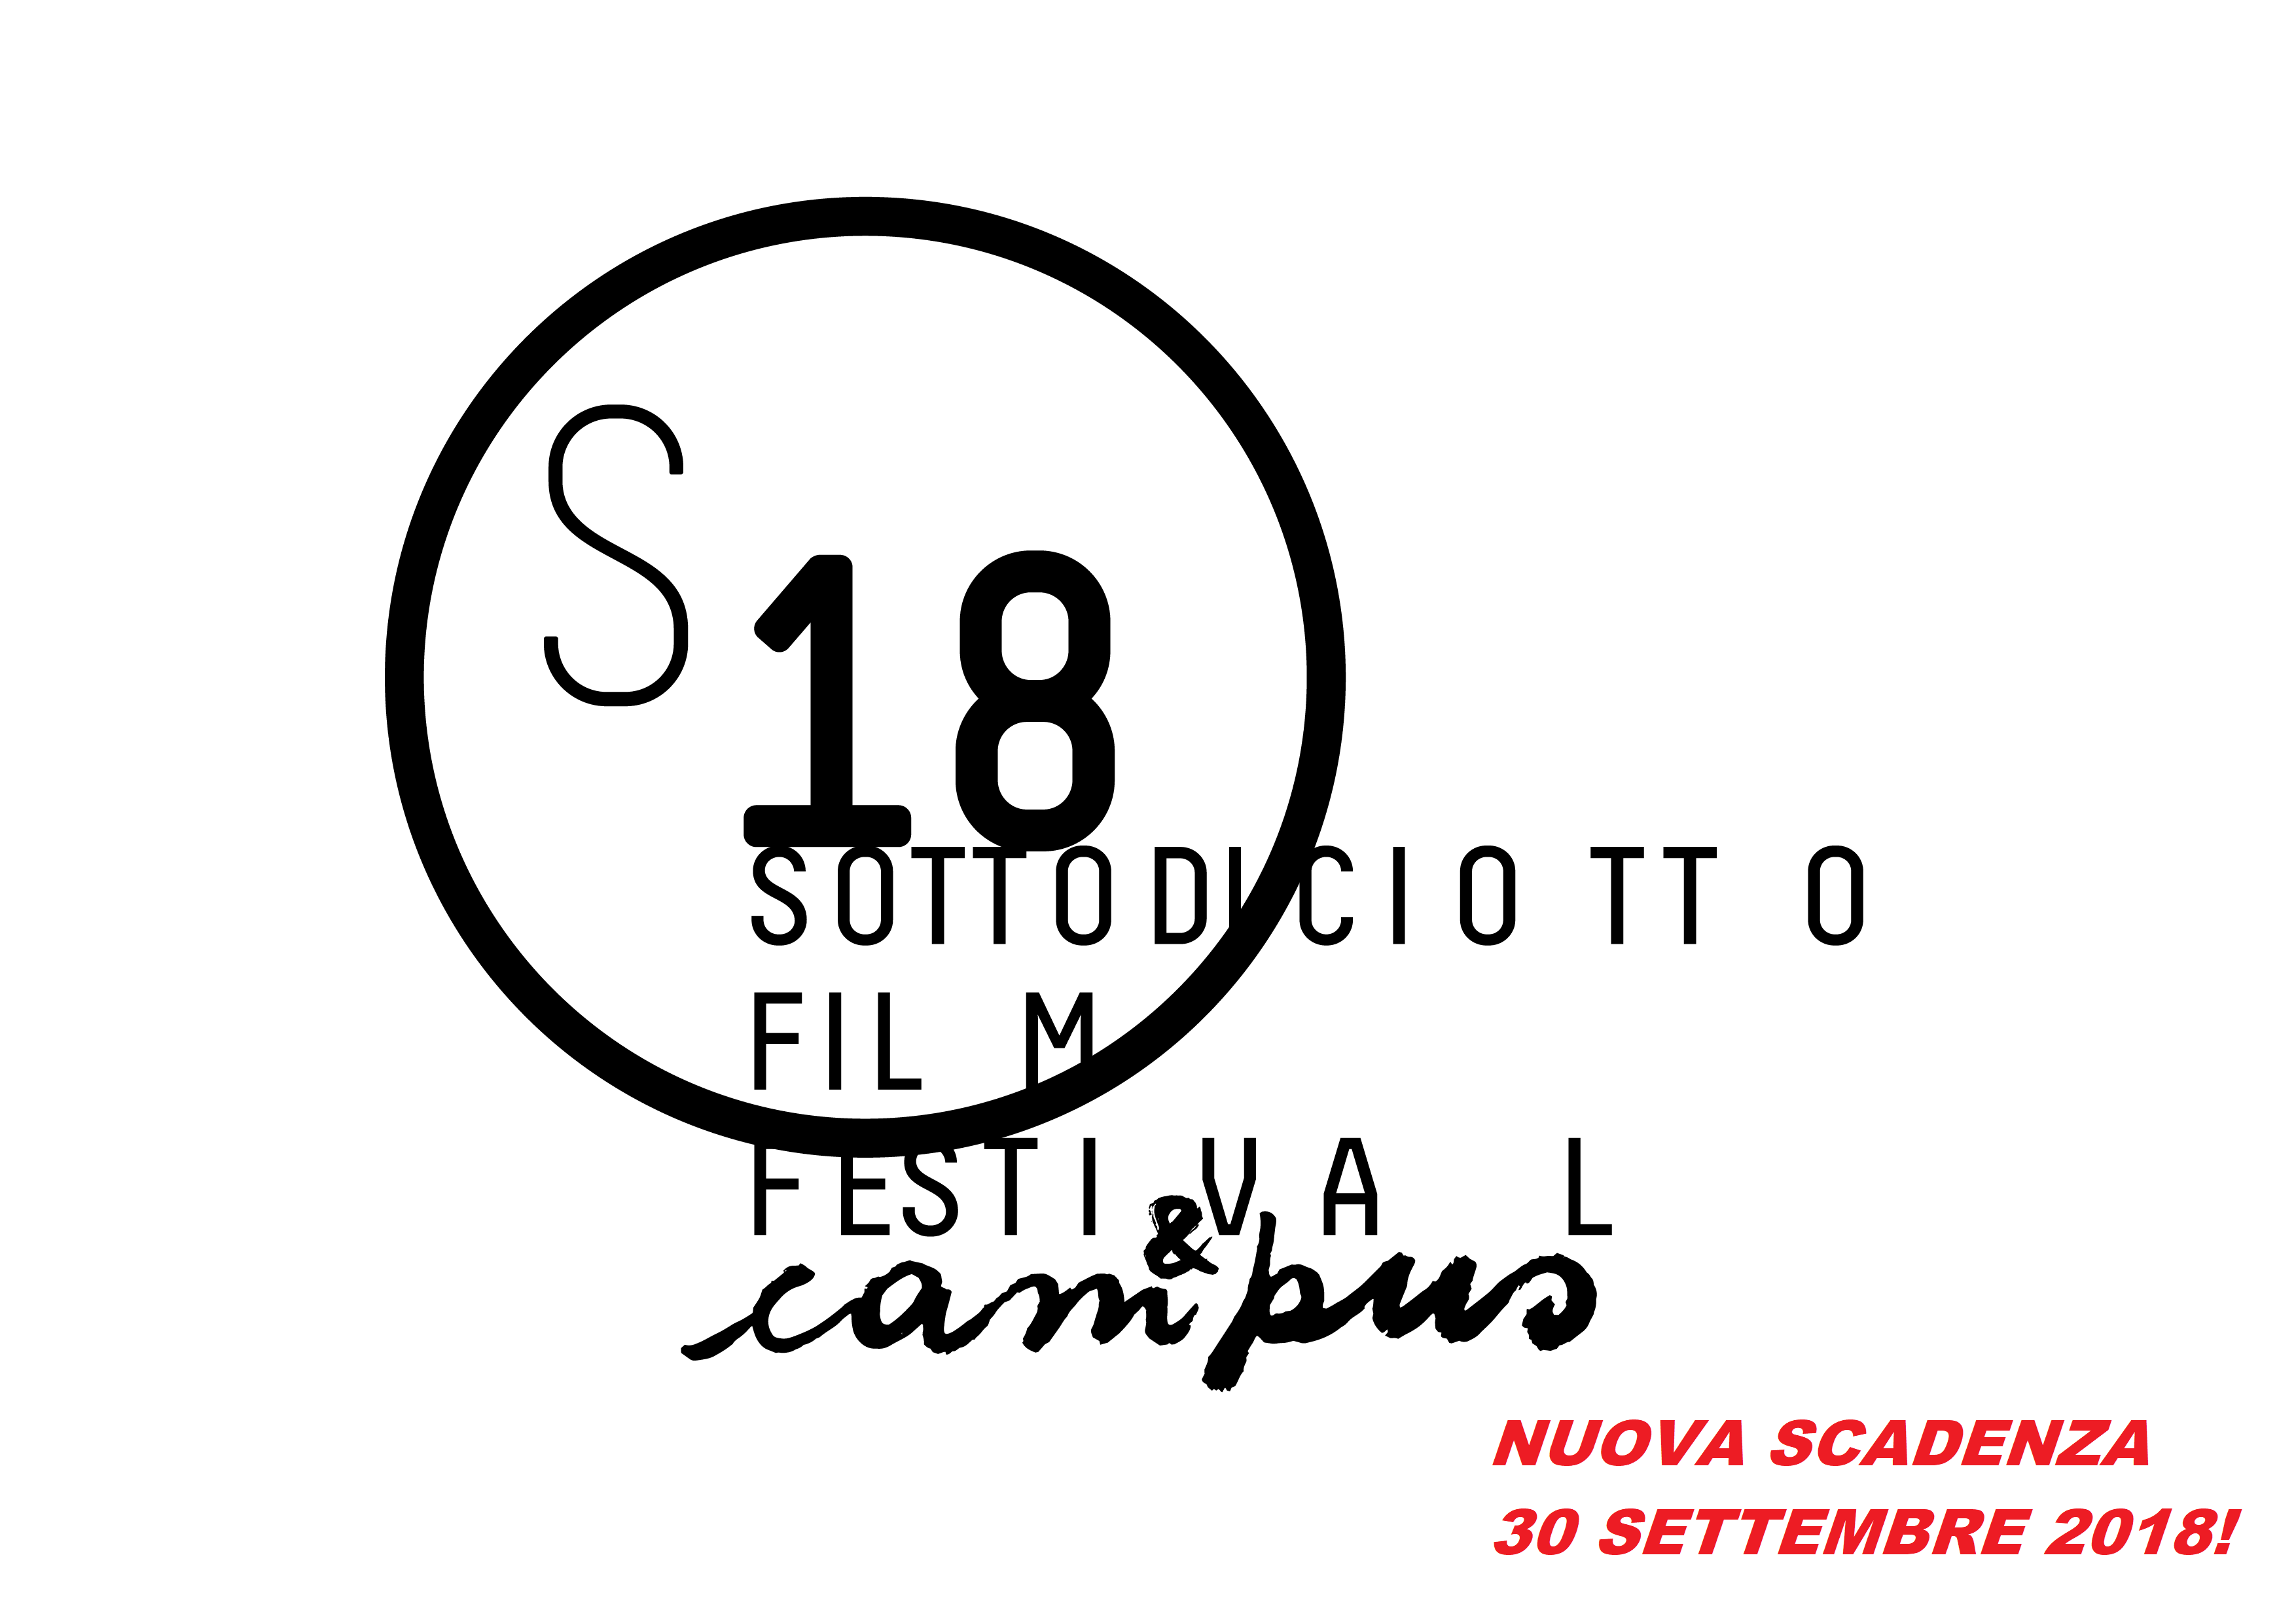 S
18
SOTTODICIOTTO
FILM
FESTIVAL
&
campus
NUOVA SCADENZA
30 SETTEMBRE 2018!